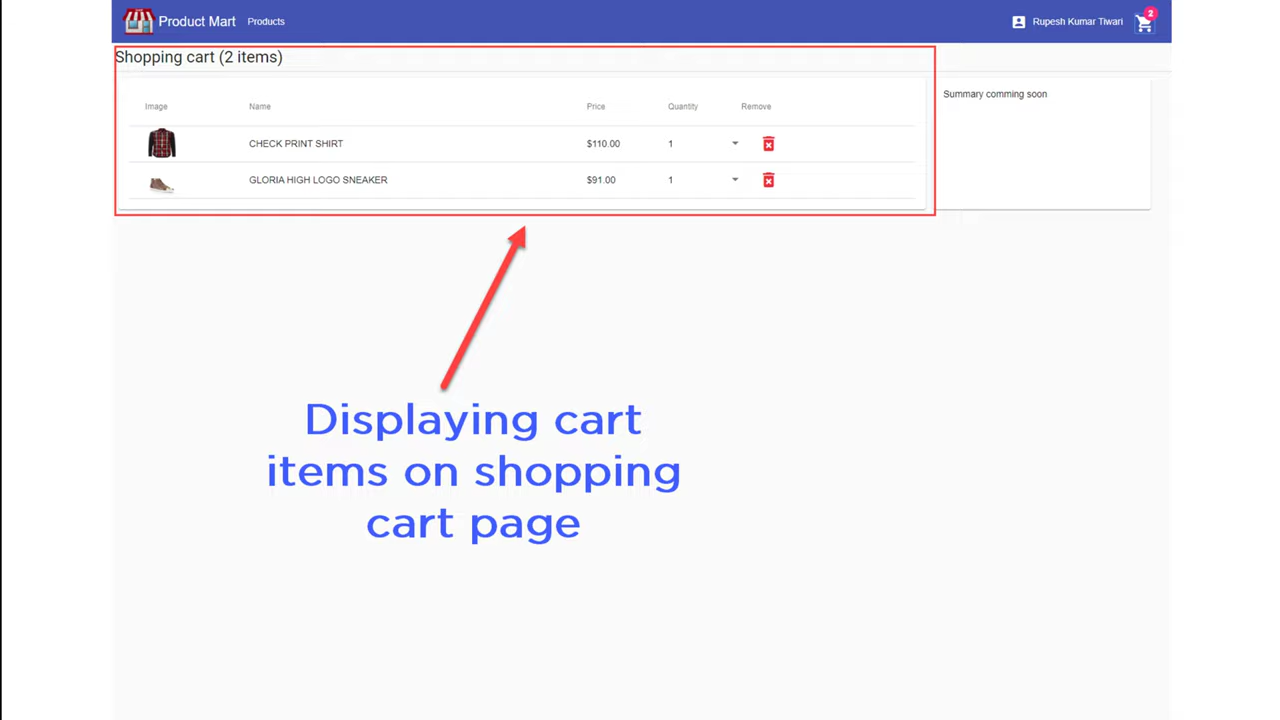 Product Mart Products Rupesh Kumar Tiwari 2
Shopping cart (2 items)
Image Name Price Quantity Remove
CHECK PRINT SHIRT $110.00 1
GLORIA HIGH LOGO SNEAKER $91.00 1
Summary comming soon
Displaying cart
items on shopping
cart page